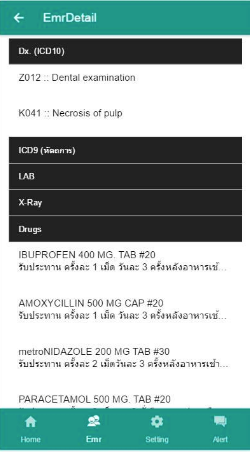 EmrDetail
Dx. (ICD10)
Z012 :: Dental examination
K041 :: Necrosis of pulp
ICD9 (หัตถการ)
LAB
X-Ray
Drugs
IBUPROFEN 400 MG. TAB #20
รับประทาน ครั้งละ 1 เม็ด วันละ 3 ครั้งหลังอาหารเช้...
AMOXYCILLIN 500 MG CAP #20
รับประทาน ครั้งละ 1 เม็ด วันละ 3 ครั้งหลังอาหารเช้...
metroNIDAZOLE 200 MG TAB #30
รับประทาน ครั้งละ 2 เม็ดวันละ 3 ครั้งหลังอาหารเช้า...
PARACETAMOL 500 MG. TAB #20
Home
Emr
Setting
Alert